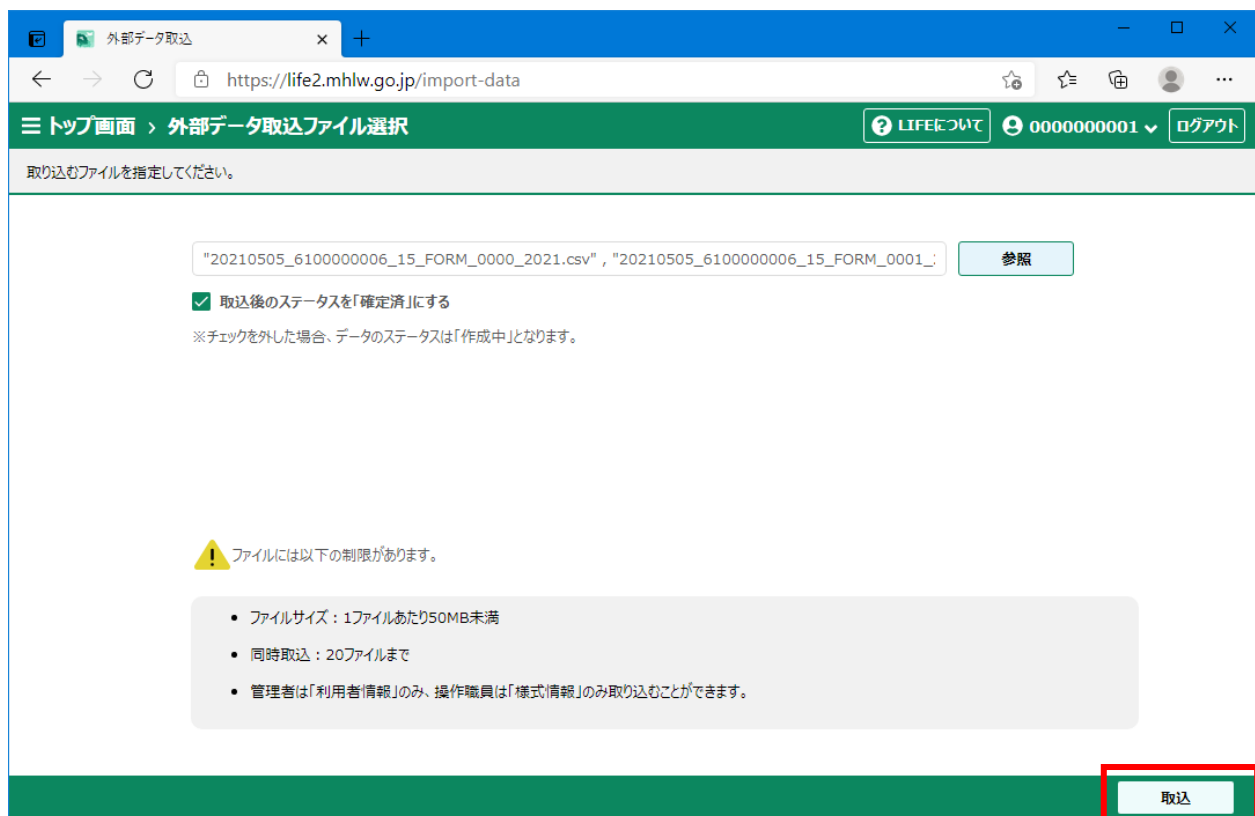 外部データ取込
https://life2.mhlw.go.jp/import-data
トップ画面 › 外部データ取込ファイル選択
LIFEについて
0000000001
ログアウト
取り込むファイルを指定してください。
"20210505_6100000006_15_FORM_0000_2021.csv" , "20210505_6100000006_15_FORM_0001_
参照
取込後のステータスを「確定済」にする
※チェックを外した場合、データのステータスは「作成中」となります。
ファイルには以下の制限があります。
• ファイルサイズ：1ファイルあたり50MB未満
• 同時取込：20ファイルまで
• 管理者は「利用者情報」のみ、操作職員は「様式情報」のみ取り込むことができます。
取込